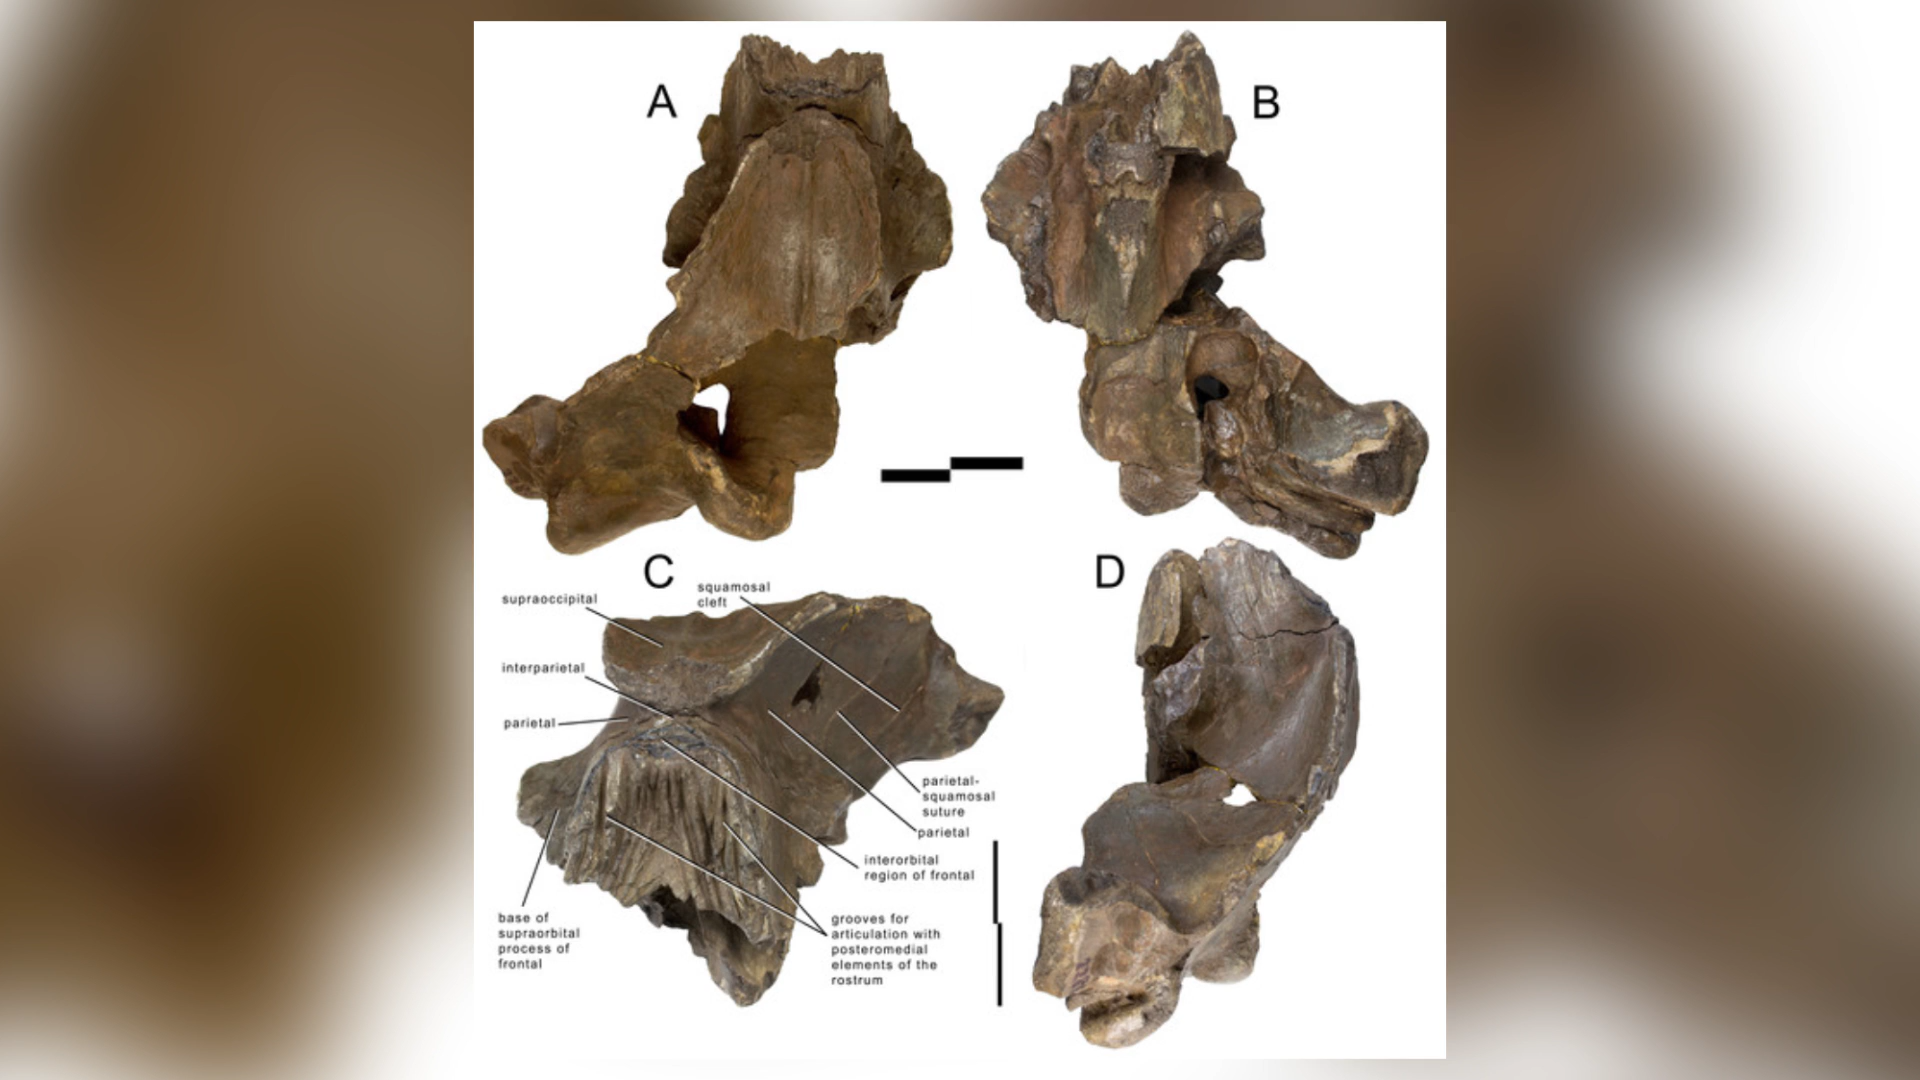 A
B
C
D
supraoccipital
squamosal
cleft
interparietal
parietal
parietal-
squamosal
suture
parietal
interorbital
region of frontal
base of
supraorbital
process of
frontal
grooves for
articulation with
posteromedial
elements of the
rostrum